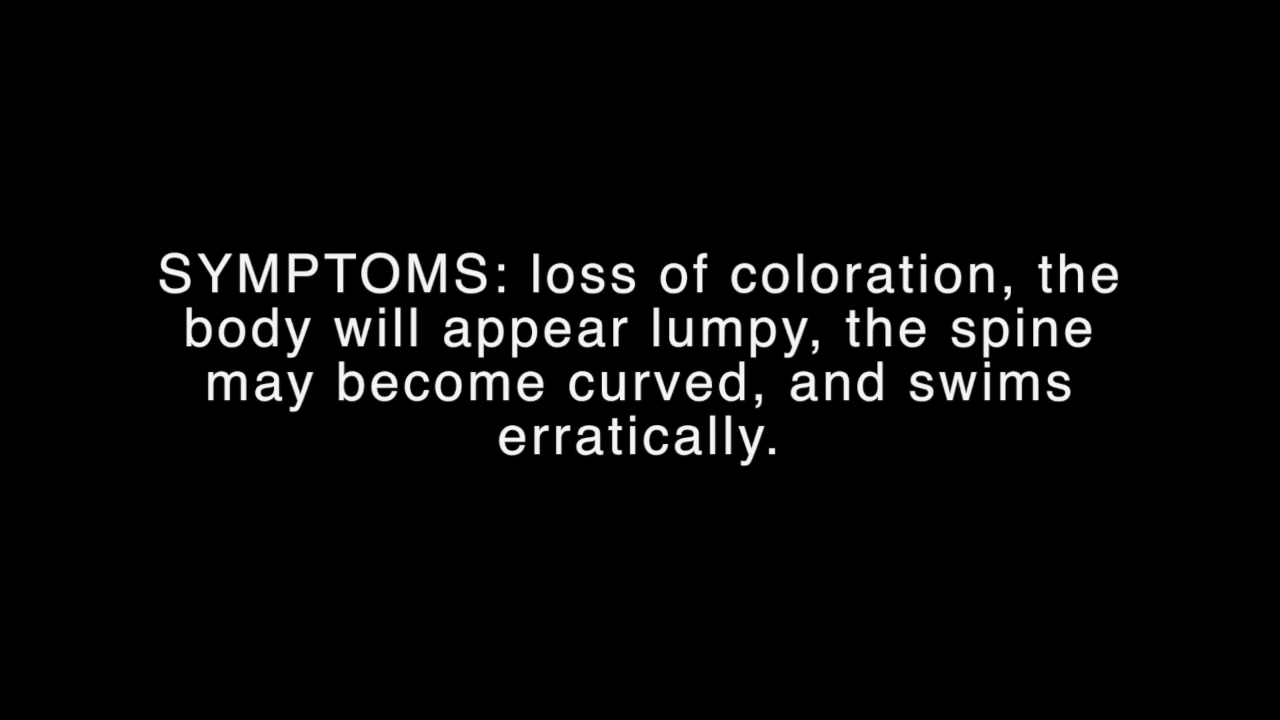 SYMPTOMS: loss of coloration, the
body will appear lumpy, the spine
may become curved, and swims
erratically.